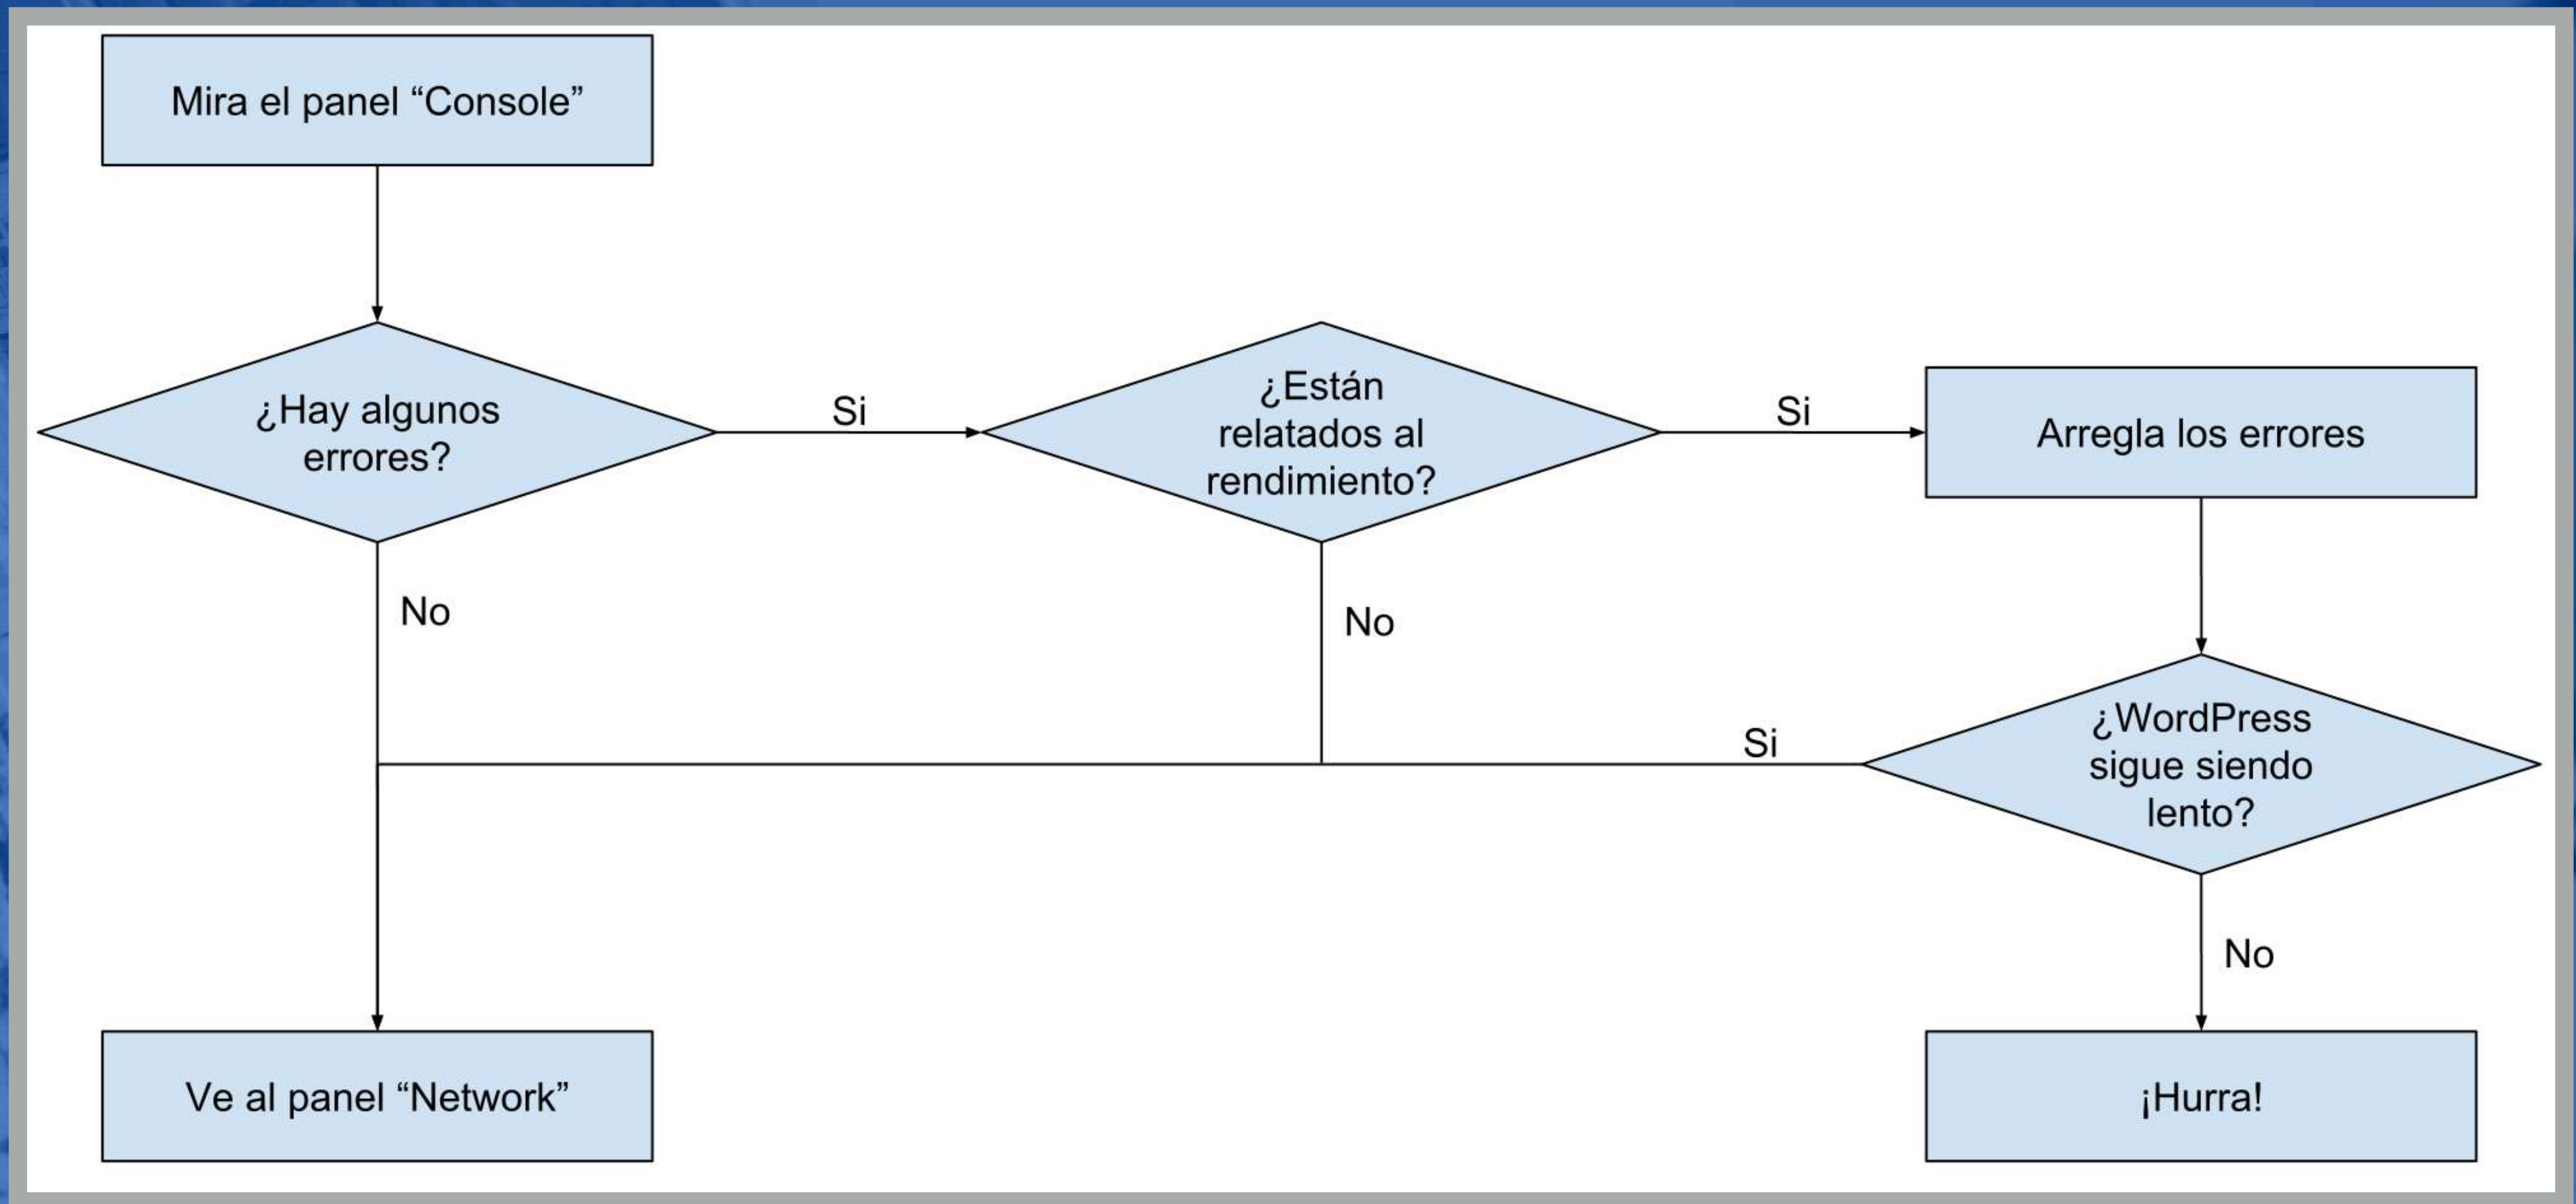 Mira el panel “Console”
¿Hay algunos
errores?
Si
¿Están
relatados al
rendimiento?
Si
Arregla los errores
No
No
Si
¿WordPress
sigue siendo
lento?
No
Ve al panel “Network”
¡Hurra!